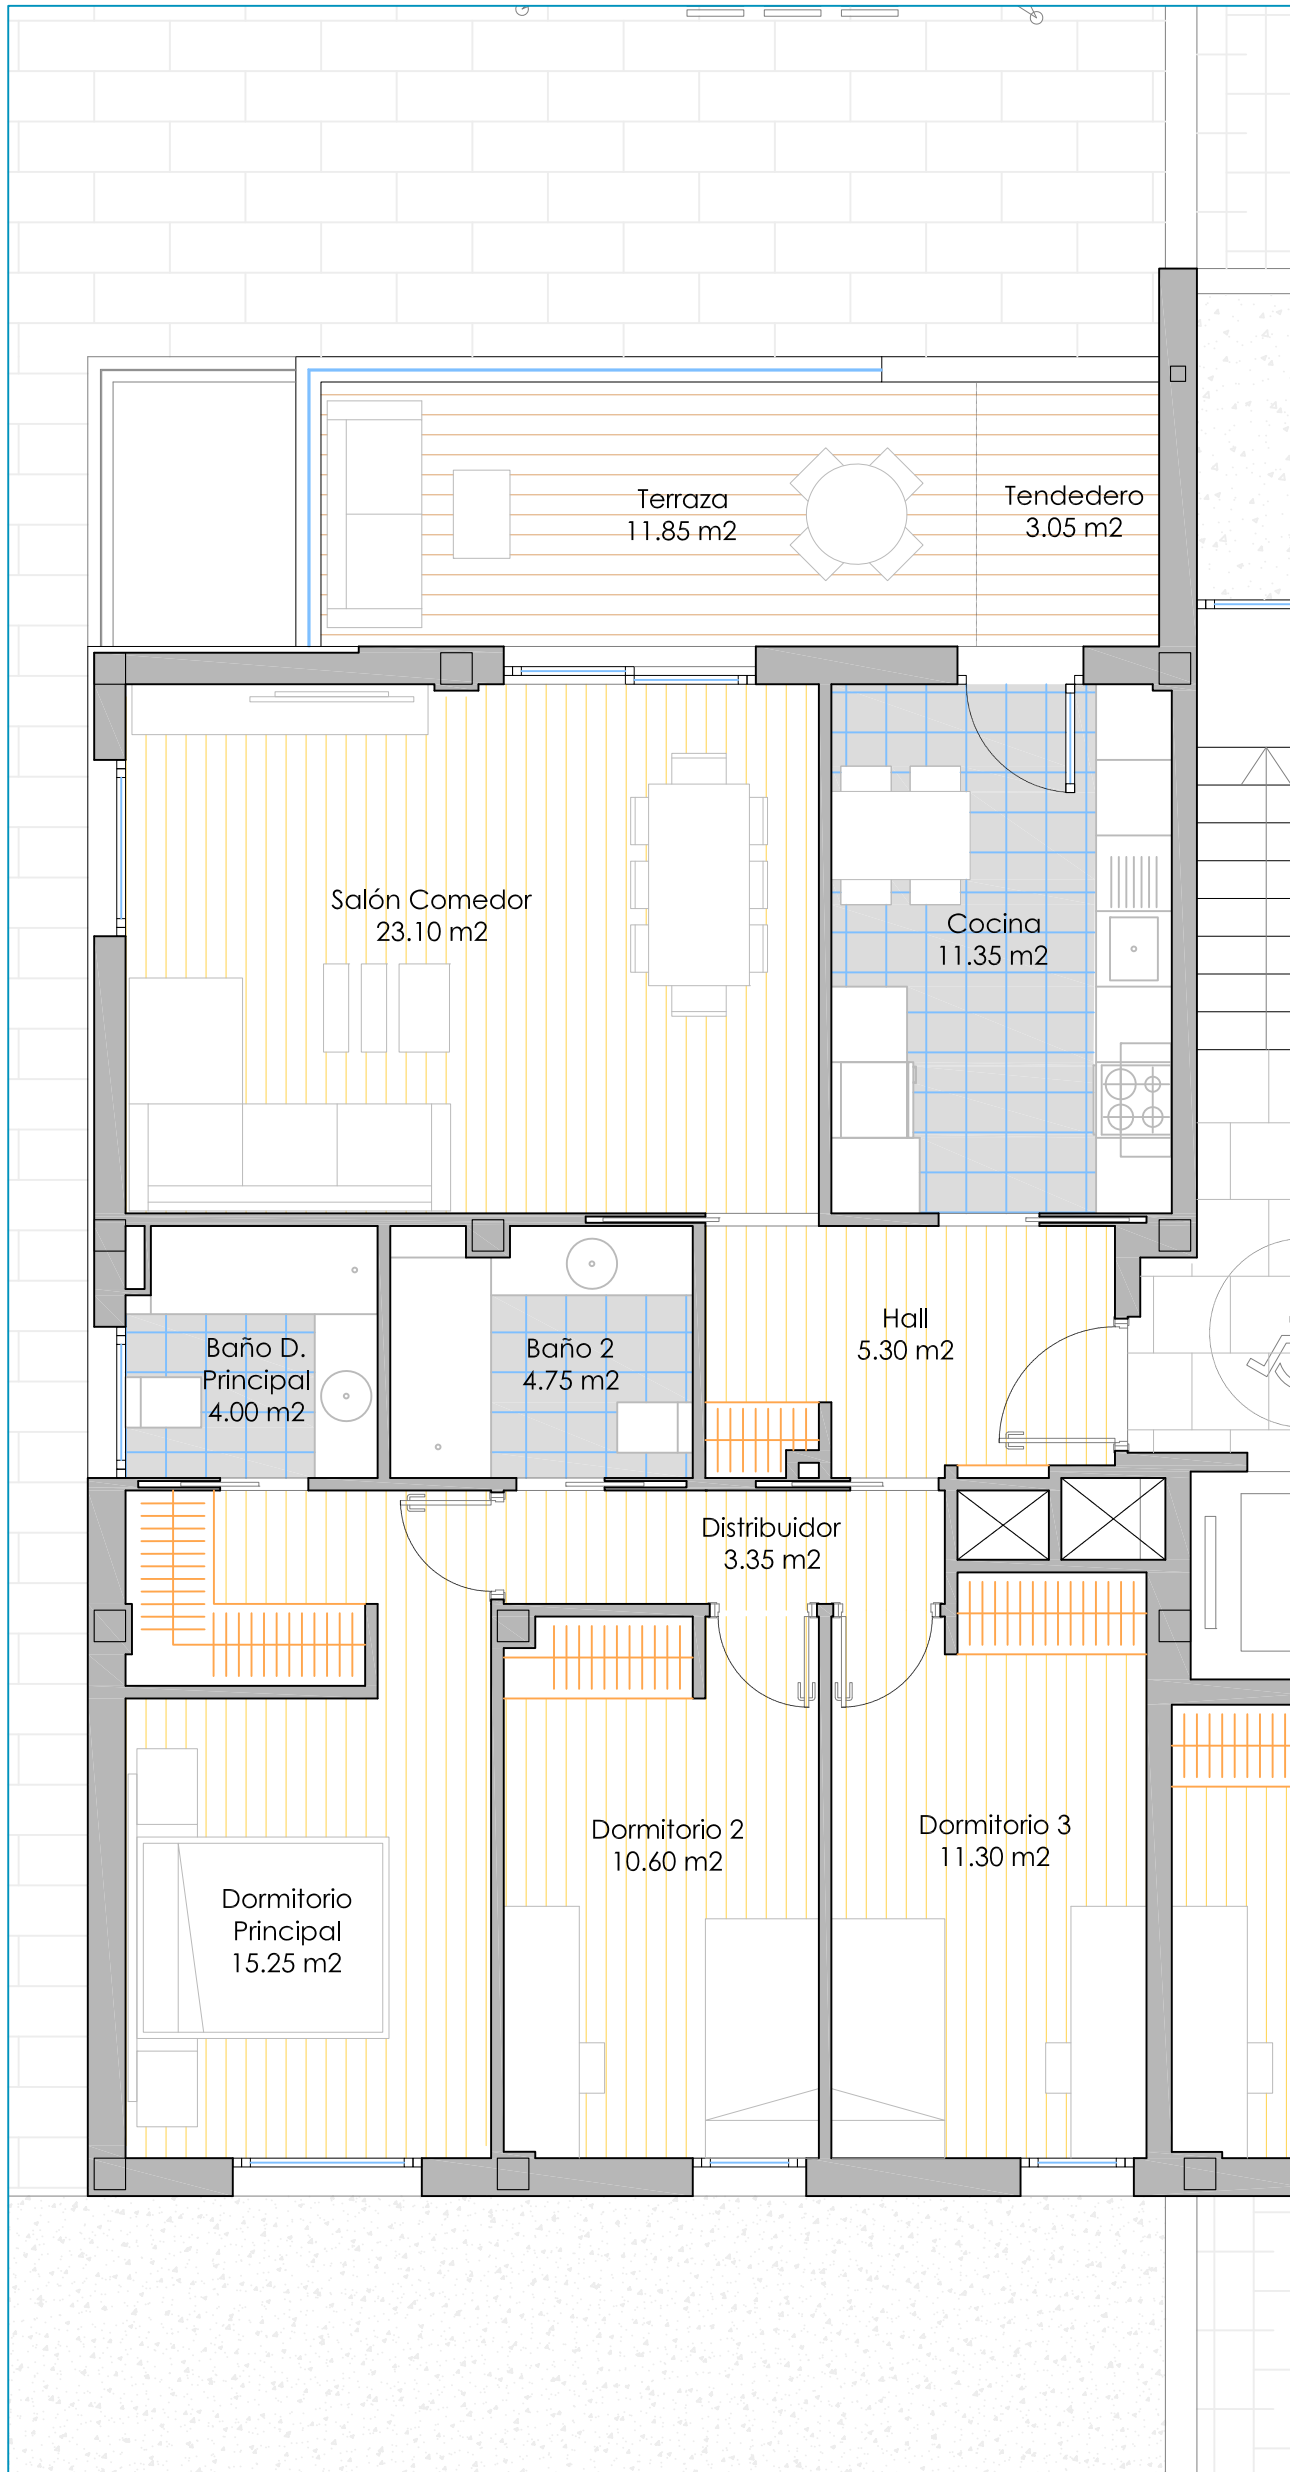 Terraza
11.85 m2
Tendedero
3.05 m2
Salón Comedor
23.10 m2
Cocina
11.35 m2
Hall
5.30 m2
Baño D.
Principal
4.00 m2
Baño 2
4.75 m2
Distribuidor
3.35 m2
Dormitorio 2
10.60 m2
Dormitorio 3
11.30 m2
Dormitorio
Principal
15.25 m2